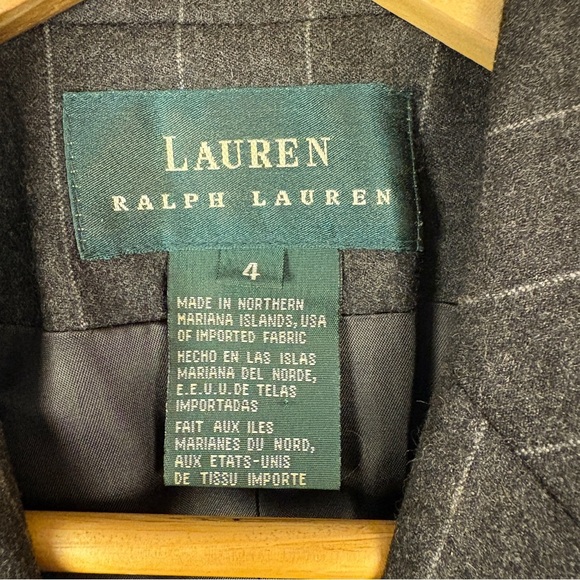 LAUREN
RALPH LAUREN
4
MADE IN NORTHERN
MARIANA ISLANDS, USA
OF IMPORTED FABRIC
HECHO EN LAS ISLAS
MARIANA DEL NORDE,
E.E.U.U. DE TELAS
IMPORTADAS
FAIT AUX ILES
MARIANES DU NORD,
AUX ETATS-UNIS
DE TISSU IMPORTE